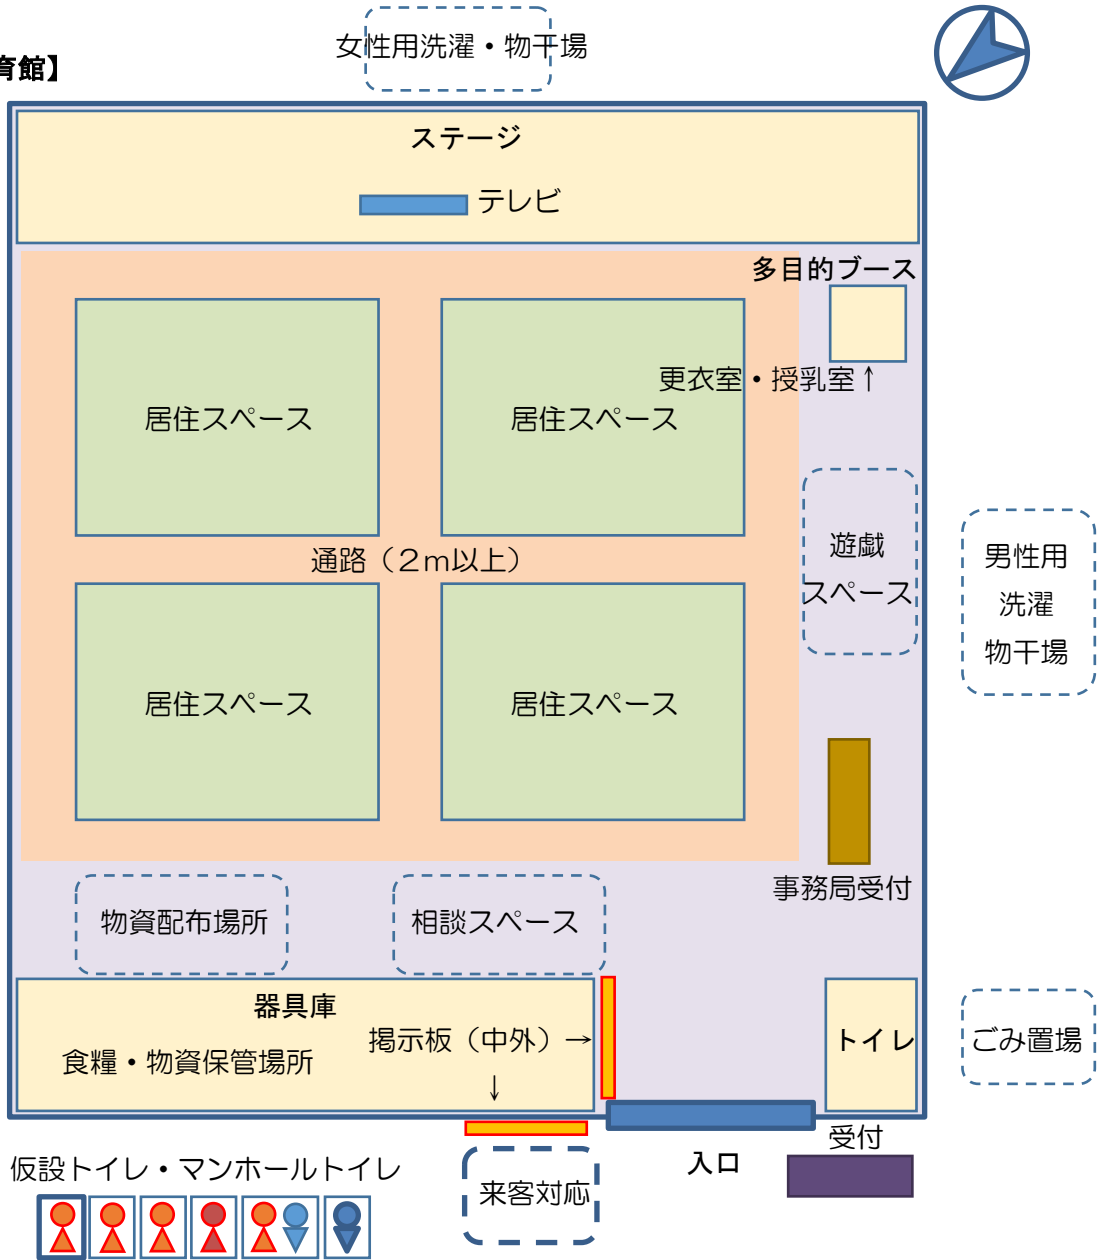 女性用洗濯・物干場
育館】
ステージ
テレビ
多目的ブース
更衣室・授乳室↑
居住スペース
居住スペース
通路（２ｍ以上）
遊戯
スペース
男性用
洗濯
物干場
居住スペース
居住スペース
事務局受付
物資配布場所
相談スペース
器具庫
食糧・物資保管場所
掲示板（中外）→
↓
トイレ
ごみ置場
受付
入口
仮設トイレ・マンホールトイレ
来客対応